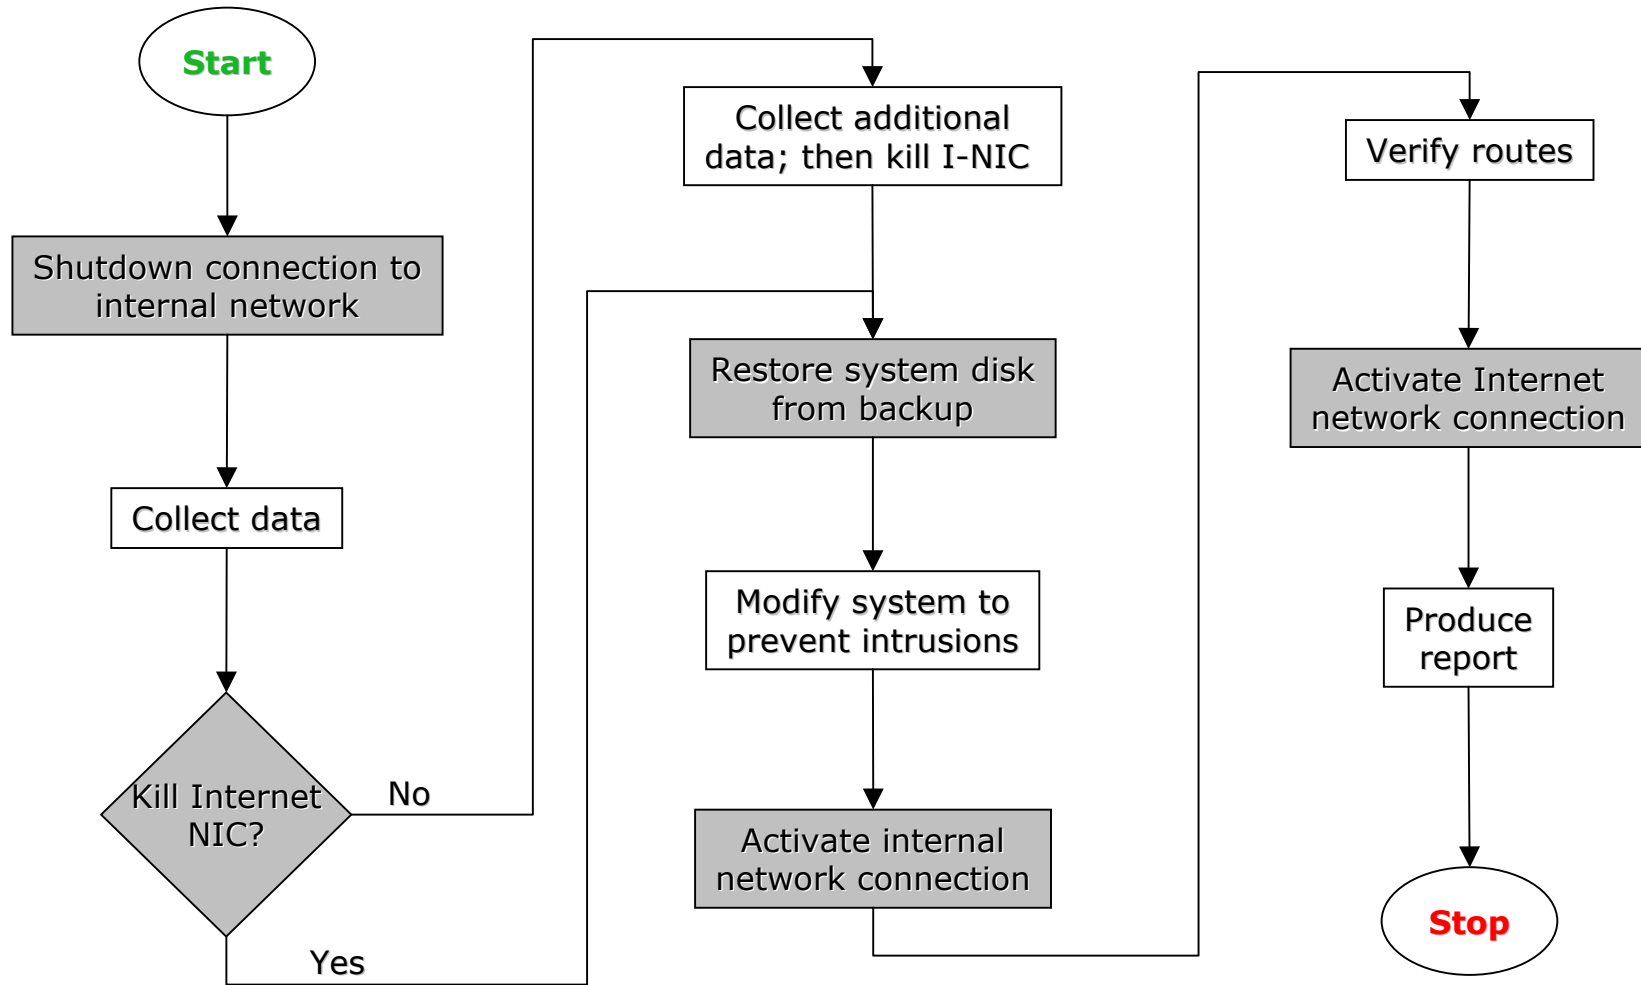 Start
Shutdown connection to
internal network
Collect data
Kill Internet
NIC?
No
Yes
Collect additional
data; then kill I-NIC
Restore system disk
from backup
Modify system to
prevent intrusions
Activate internal
network connection
Verify routes
Activate Internet
network connection
Produce
report
Stop